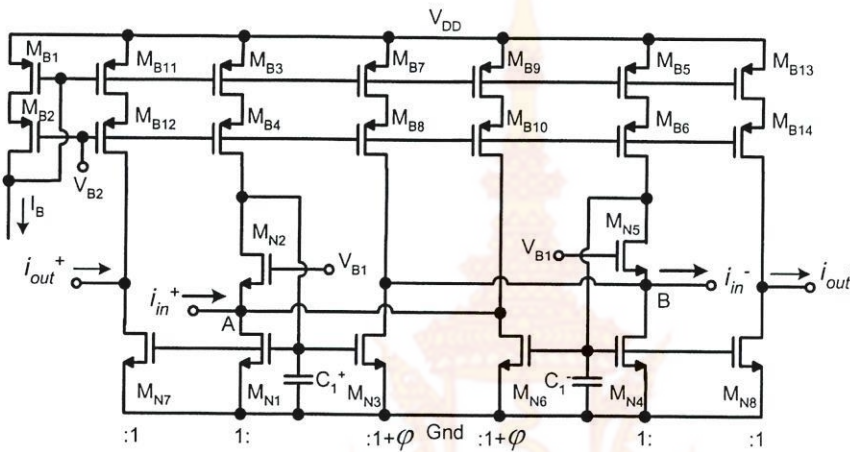 V_DD
M_B1
M_B11
M_B3
M_B7
M_B9
M_B5
M_B13
M_B2
M_B12
M_B4
M_B8
M_B10
M_B6
M_B14
V_B2
I_B
M_N2
V_B1
V_B1
M_N5
i_out^+
i_in^+
A
B
i_in^-
i_out
M_N7
M_N1
C_1^+
M_N3
M_N6
C_1^-
M_N4
M_N8
:1
1:
:1+φ
Gnd
:1+φ
1:
:1